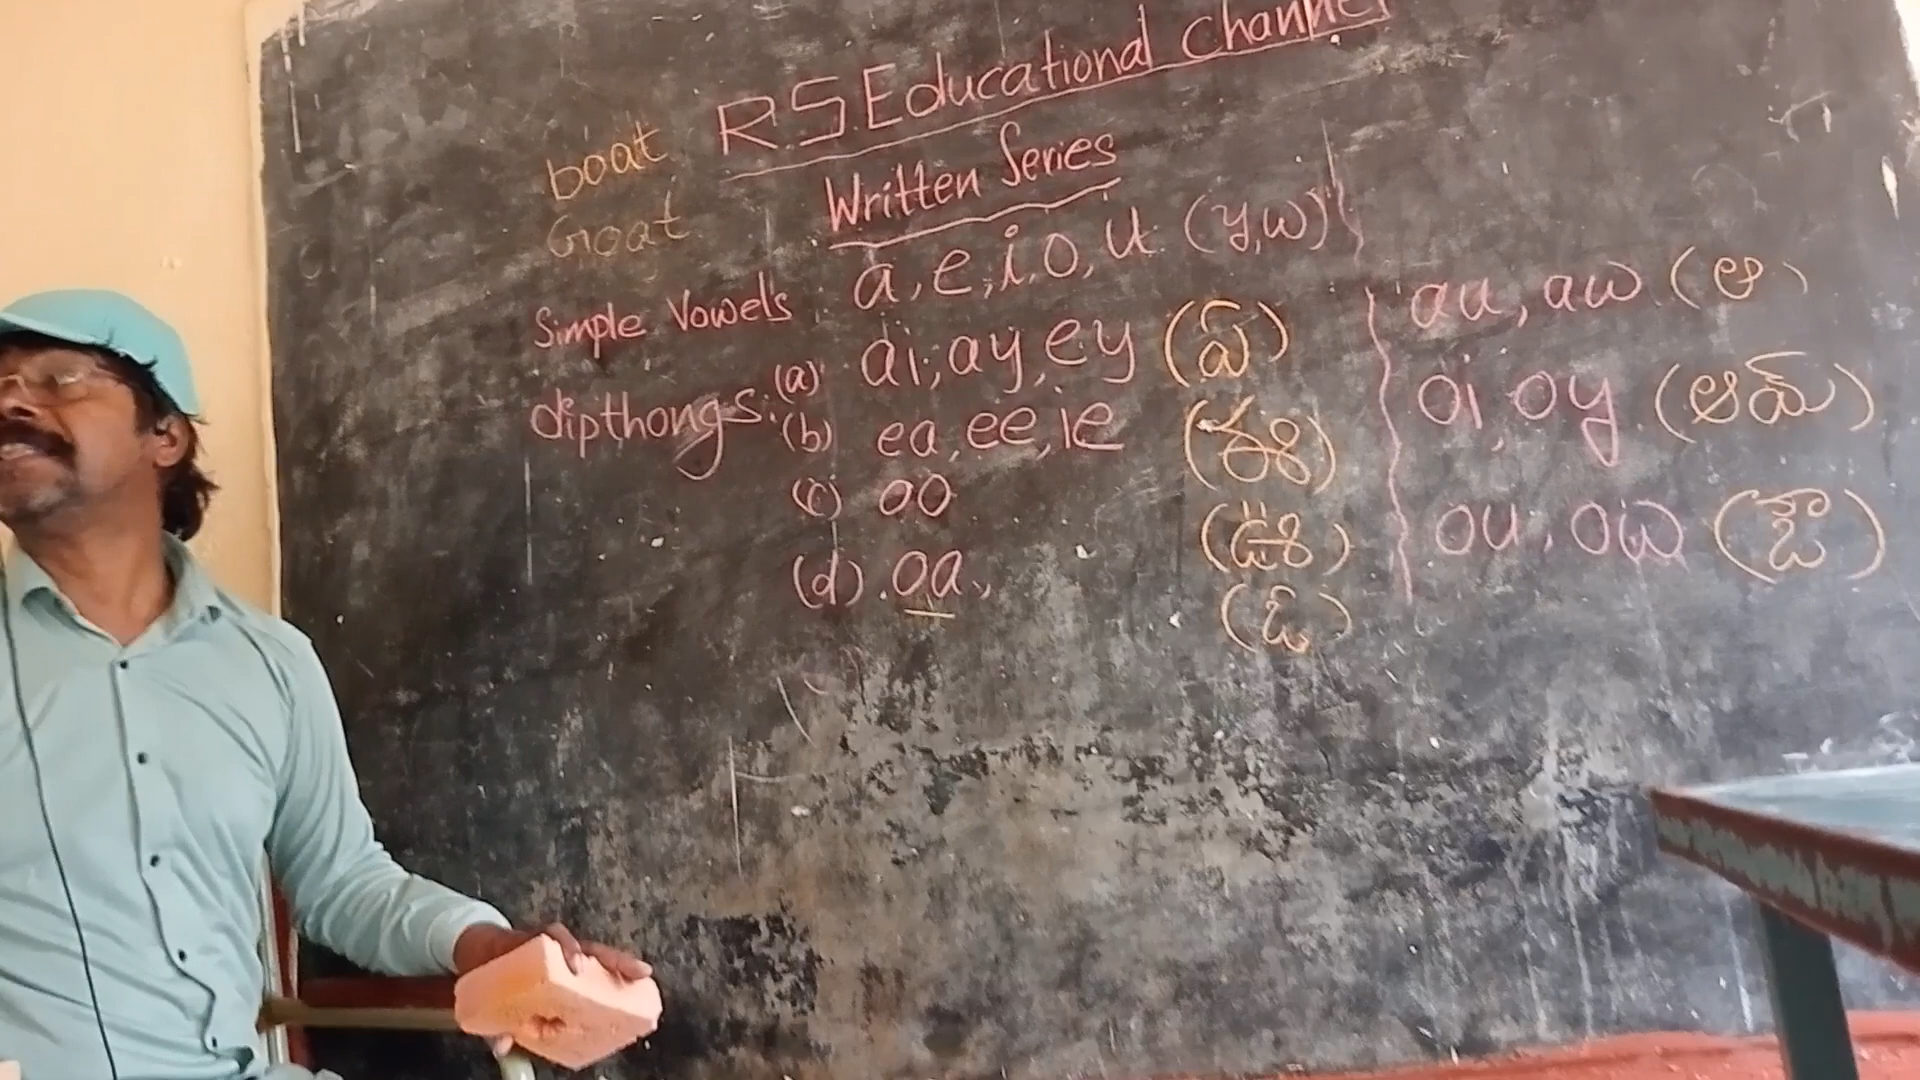 RS Educational Channel
boat
Goat
Written Series
Simple Vowels a, e, i, o, u (y,w)
dipthongs: (a) ai, ay, ey (ఏ)
(b) ea, ee, ie (ఈ)
(c) oo (ఊ)
(d) oa, (ఓ)
au, aw (ఆ)
oi, oy (ఆయ్)
ou, ow (ఔ)